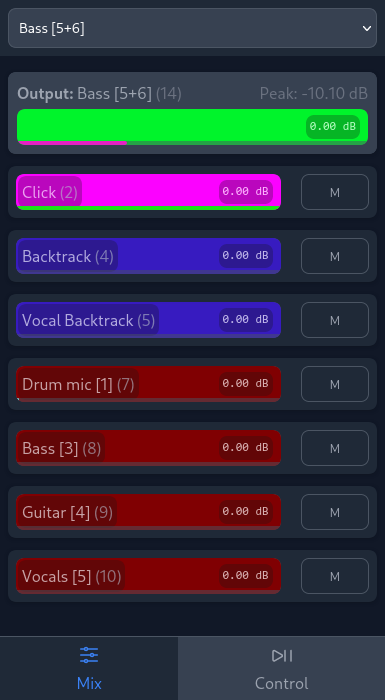 Bass [5+6]
Output: Bass [5+6] (14) Peak: -10.10 dB
0.00 dB
Click (2) 0.00 dB M
Backtrack (4) 0.00 dB M
Vocal Backtrack (5) 0.00 dB M
Drum mic [1] (7) 0.00 dB M
Bass [3] (8) 0.00 dB M
Guitar [4] (9) 0.00 dB M
Vocals [5] (10) 0.00 dB M
Mix Control